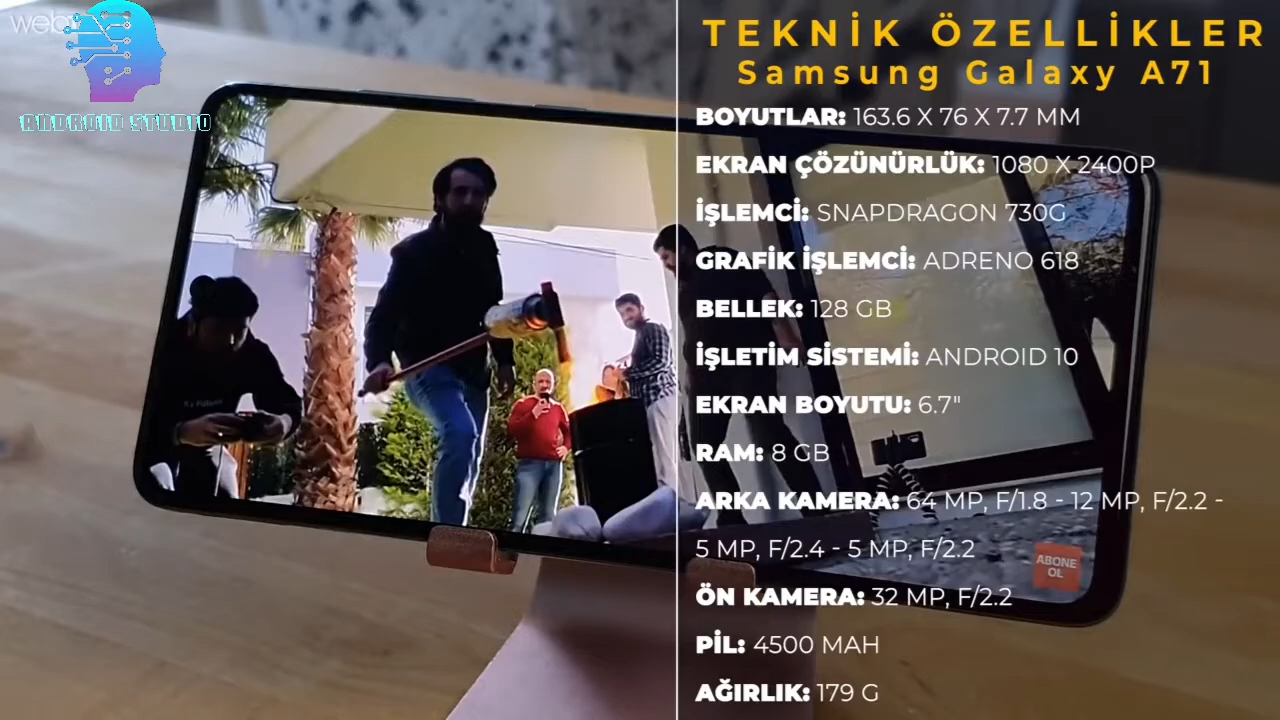 web
ANDROID STUDIO
TEKNİK ÖZELLİKLER
Samsung Galaxy A71
BOYUTLAR: 163.6 X 76 X 7.7 MM
EKRAN ÇÖZÜNÜRLÜK: 1080 X 2400P
İŞLEMCİ: SNAPDRAGON 730G
GRAFİK İŞLEMCİ: ADRENO 618
BELLEK: 128 GB
İŞLETİM SİSTEMİ: ANDROID 10
EKRAN BOYUTU: 6.7"
RAM: 8 GB
ARKA KAMERA: 64 MP, F/1.8 - 12 MP, F/2.2 -
5 MP, F/2.4 - 5 MP, F/2.2
ABONE
OL
ÖN KAMERA: 32 MP, F/2.2
PİL: 4500 MAH
AĞIRLIK: 179 G